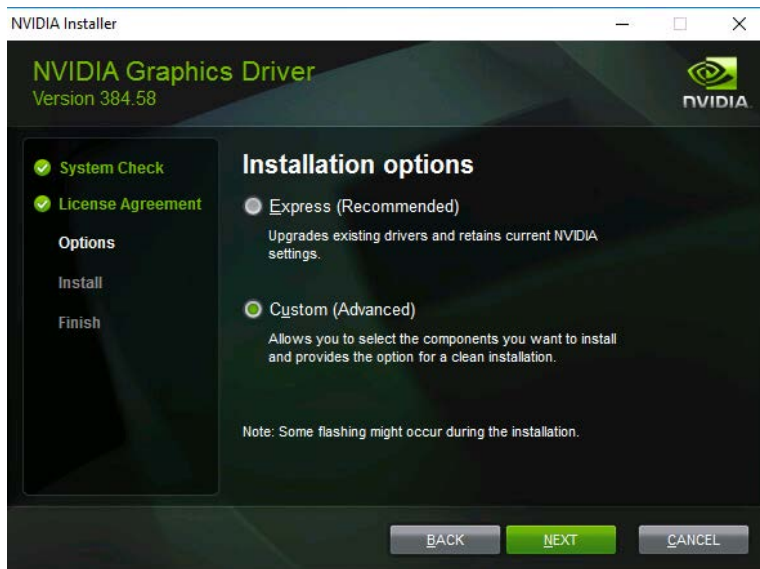 NVIDIA Installer
NVIDIA Graphics Driver
Version 384.58
NVIDIA
System Check
License Agreement
Options
Install
Finish
Installation options
Express (Recommended)
Upgrades existing drivers and retains current NVIDIA
settings.
Custom (Advanced)
Allows you to select the components you want to install
and provides the option for a clean installation.
Note: Some flashing might occur during the installation.
BACK
NEXT
CANCEL